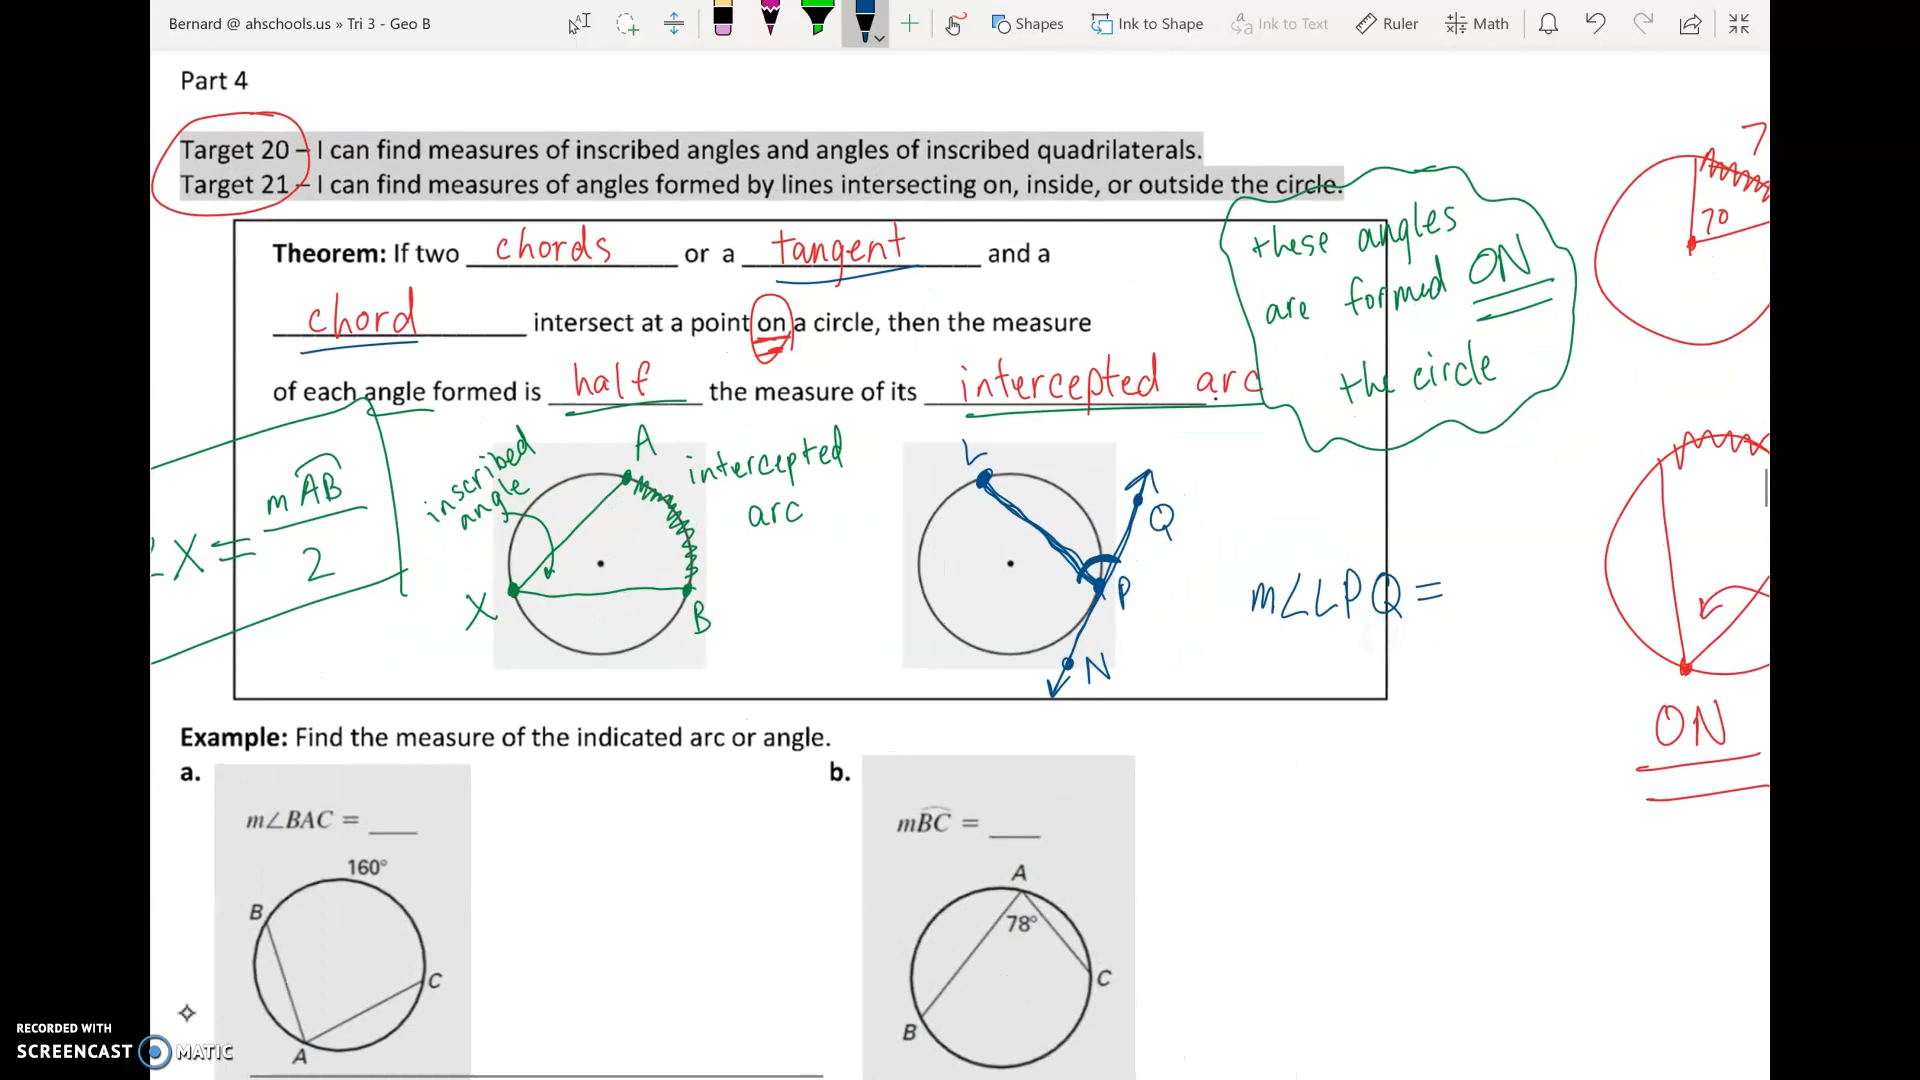 Bernard @ ahschools.us » Tri 3 - Geo B
Shapes
Ink to Shape
Ink to Text
Ruler
Math
Part 4
Target 20 – I can find measures of inscribed angles and angles of inscribed quadrilaterals.
Target 21 – I can find measures of angles formed by lines intersecting on, inside, or outside the circle.
Theorem: If two chords or a tangent and a
chord intersect at a point on a circle, then the measure
of each angle formed is half the measure of its intercepted arc
these angles
are formed ON
the circle
7
70
X = mAB / 2
inscribed
angle
A
intercepted
arc
X
B
L
Q
P
N
m∠LPQ =
ON
Example: Find the measure of the indicated arc or angle.
a.
m∠BAC = ____
160°
B
C
A
b.
mBC = ____
A
78°
C
B
RECORDED WITH
SCREENCAST MATIC